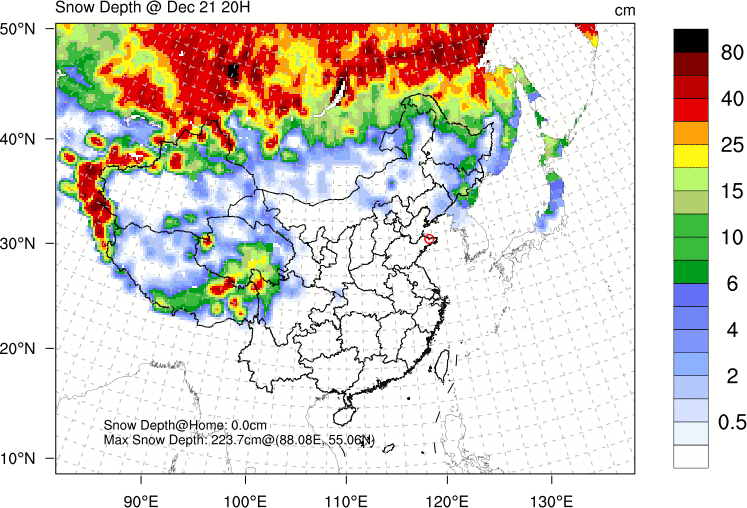 Snow Depth @ Dec 21 20H
cm
50°N
40°N
30°N
20°N
10°N
Snow Depth@Home: 0.0cm
Max Snow Depth: 223.7cm@(88.08E, 55.06N)
90°E 100°E 110°E 120°E 130°E
80
40
25
15
10
6
4
2
0.5